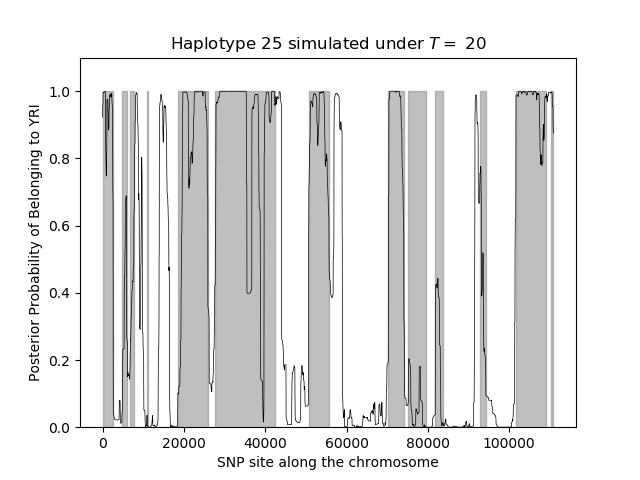 Haplotype 25 simulated under T = 20
Posterior Probability of Belonging to YRI
1.0
0.8
0.6
0.4
0.2
0.0
0 20000 40000 60000 80000 100000
SNP site along the chromosome